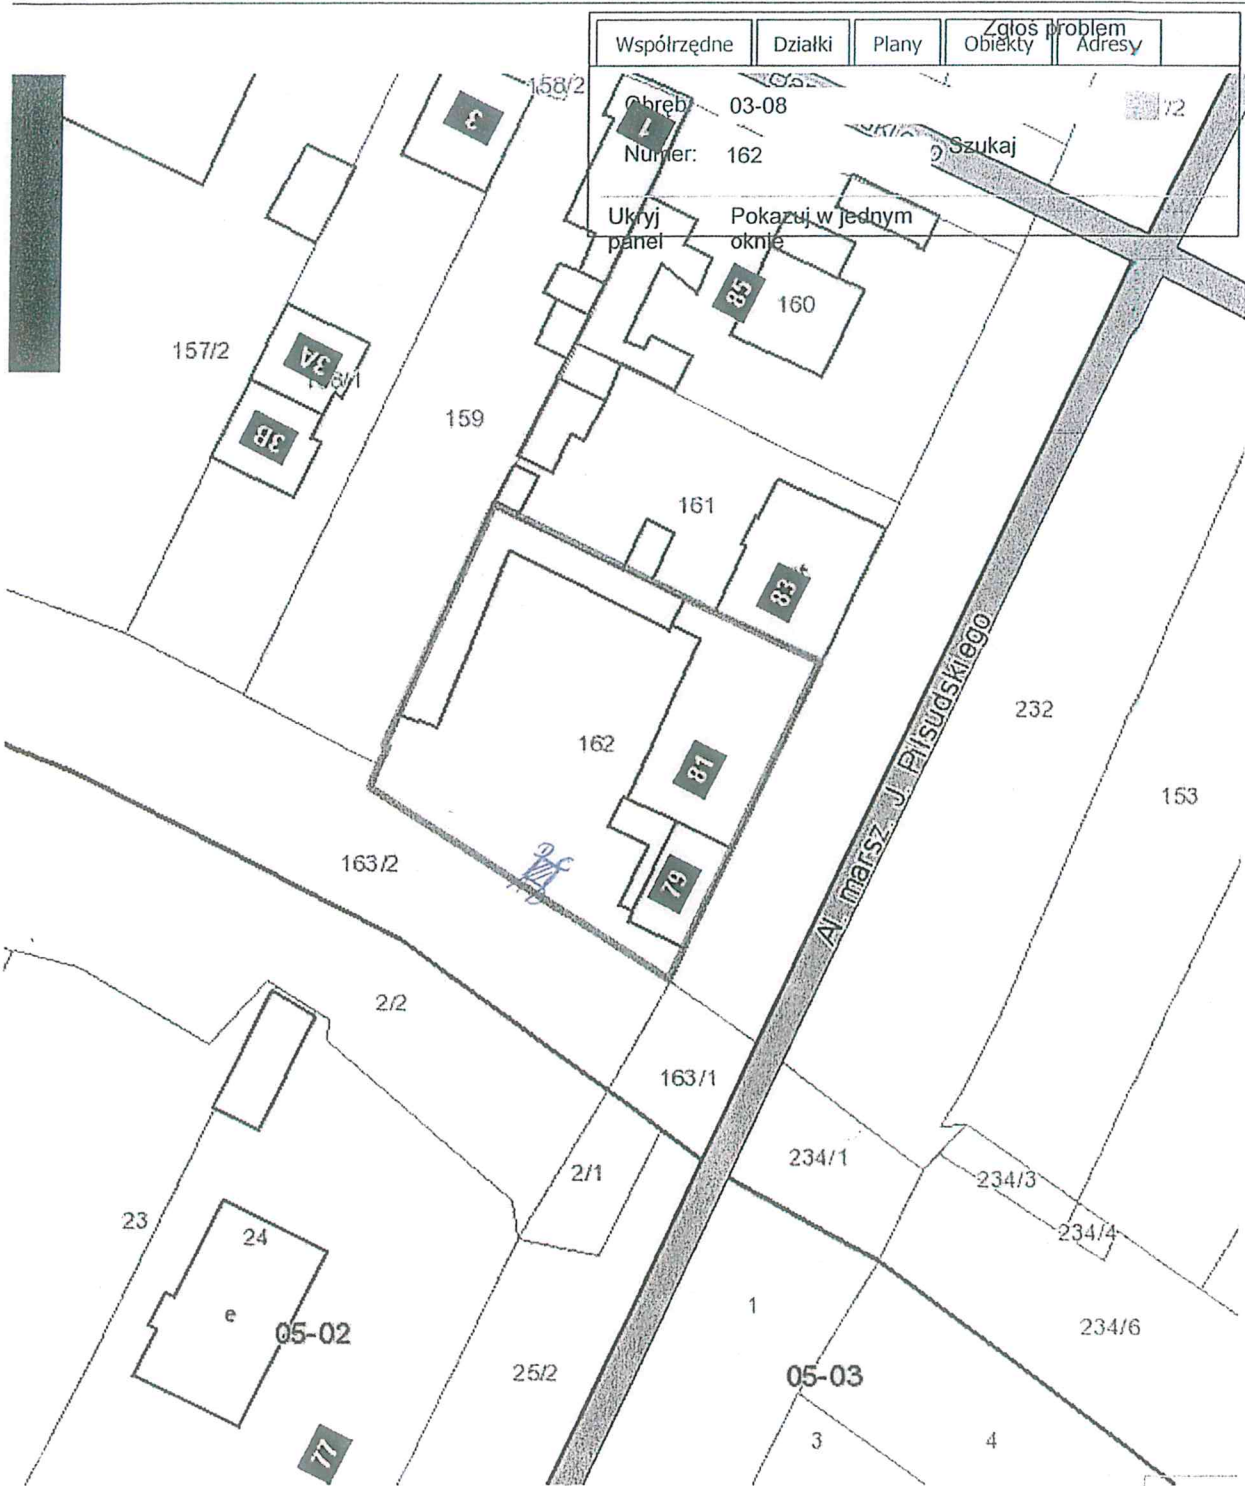 Zgłoś problem
Współrzędne Działki Plany Obiekty Adresy
158/2
3
Obręb: 03-08
/2
1
Numer: 162
Szukaj
Ukryj panel
Pokazuj w jednym oknie
85
160
157/2
3A
159
3B
161
83
Al. marsz. J. Piłsudskiego
232
162
81
153
163/2
79
2/2
163/1
234/1
2/1
234/3
23
24
234/4
e
1
05-02
234/6
25/2
05-03
3
4
77